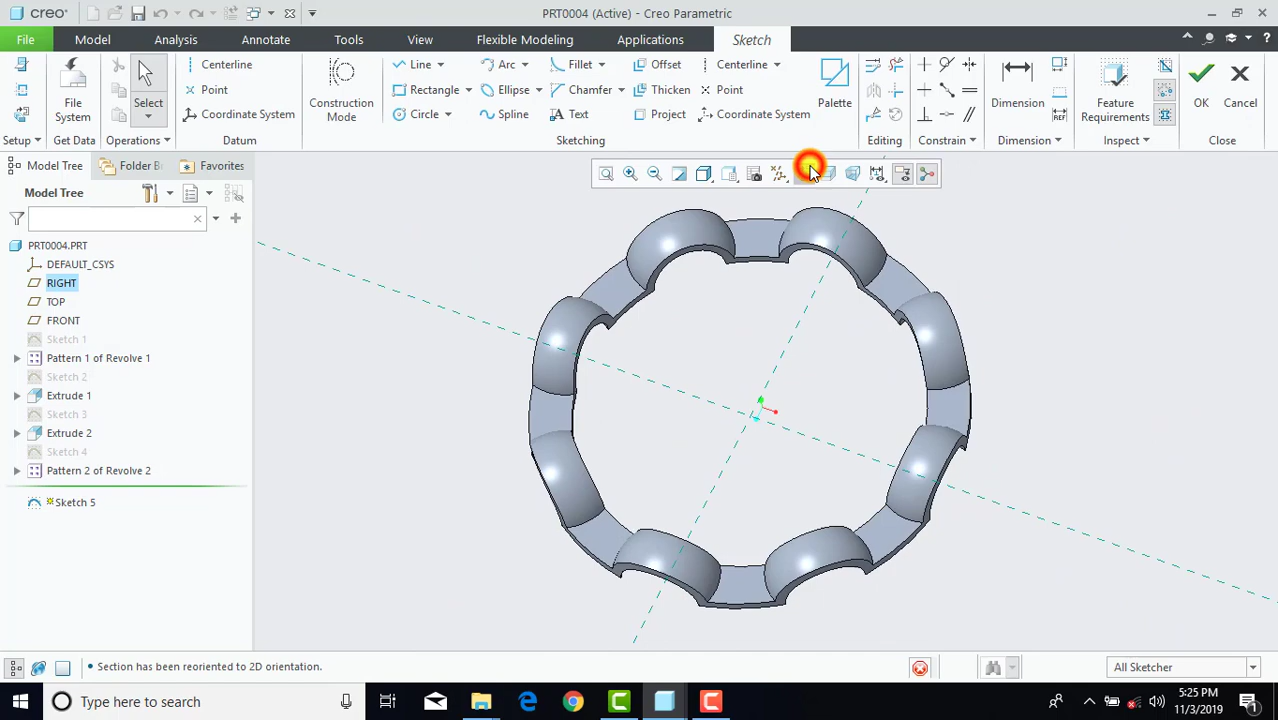 creo®
PRT0004 (Active) - Creo Parametric
File
Model
Analysis
Annotate
Tools
View
Flexible Modeling
Applications
Sketch
File
System
Select
Centerline
Point
Coordinate System
Construction
Mode
Line
Rectangle
Circle
Arc
Ellipse
Spline
Fillet
Chamfer
Text
Offset
Thicken
Project
Centerline
Point
Coordinate System
Palette
Dimension
Feature
Requirements
OK
Cancel
Setup
Get Data
Operations
Datum
Sketching
Editing
Constrain
Dimension
Inspect
Close
Model Tree
Folder B
Favorites
Model Tree
PRT0004.PRT
DEFAULT_CSYS
RIGHT
TOP
FRONT
Sketch 1
Pattern 1 of Revolve 1
Sketch 2
Extrude 1
Sketch 3
Extrude 2
Sketch 4
Pattern 2 of Revolve 2
Sketch 5
• Section has been reoriented to 2D orientation.
All Sketcher
Type here to search
5:25 PM
11/3/2019
1